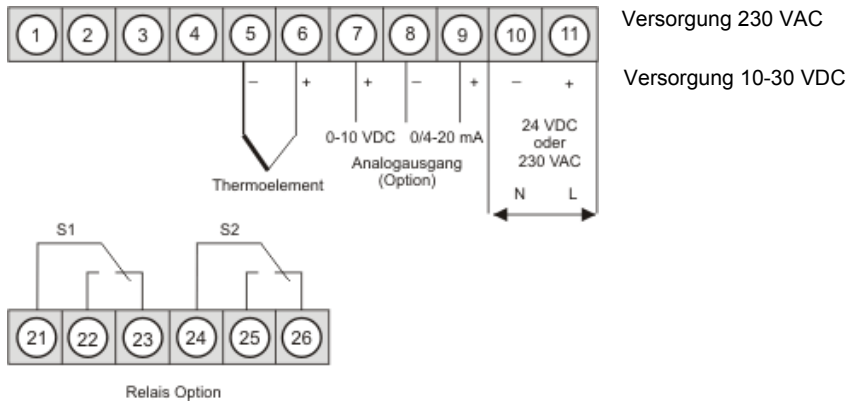 1 2 3 4 5 6 7 8 9 10 11
Versorgung 230 VAC
− + + − + − +
Versorgung 10-30 VDC
0-10 VDC 0/4-20 mA
24 VDC
oder
230 VAC
Analogausgang
(Option)
Thermoelement
N L
S1 S2
21 22 23 24 25 26
Relais Option